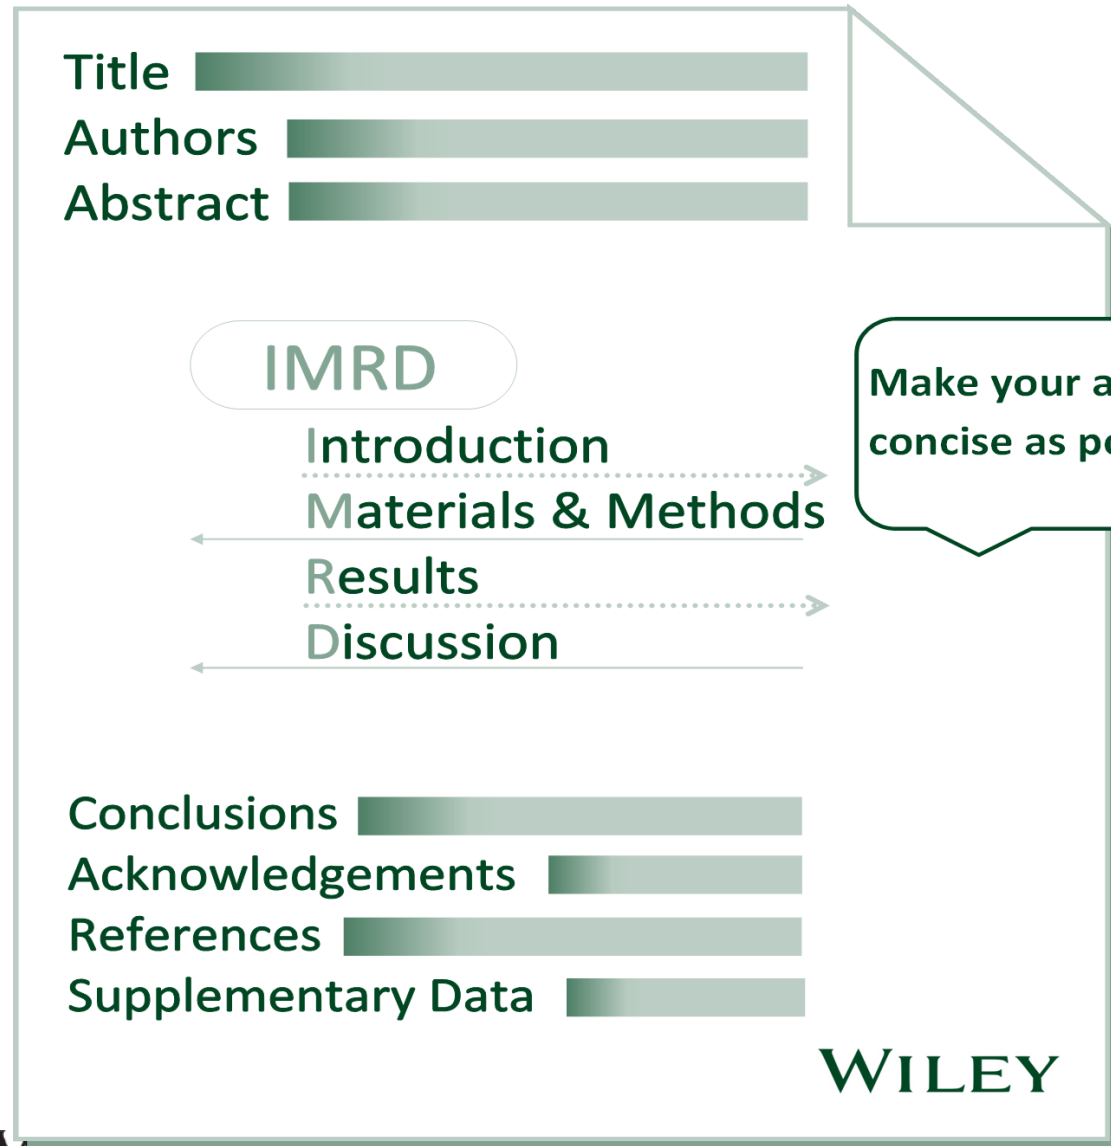 Title
Authors
Abstract
IMRD
Introduction
Materials & Methods
Results
Discussion
Make your a
concise as po
Conclusions
Acknowledgements
References
Supplementary Data
WILEY